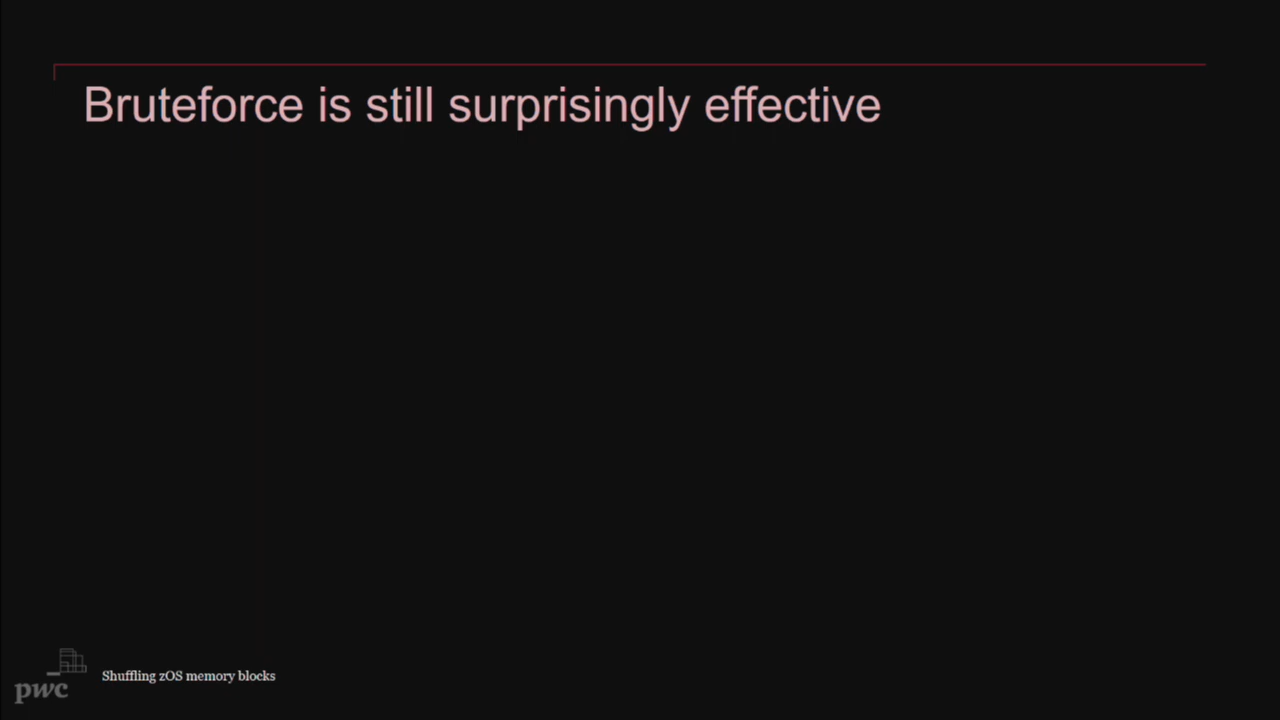 Bruteforce is still surprisingly effective
Shuffling zOS memory blocks
pwc